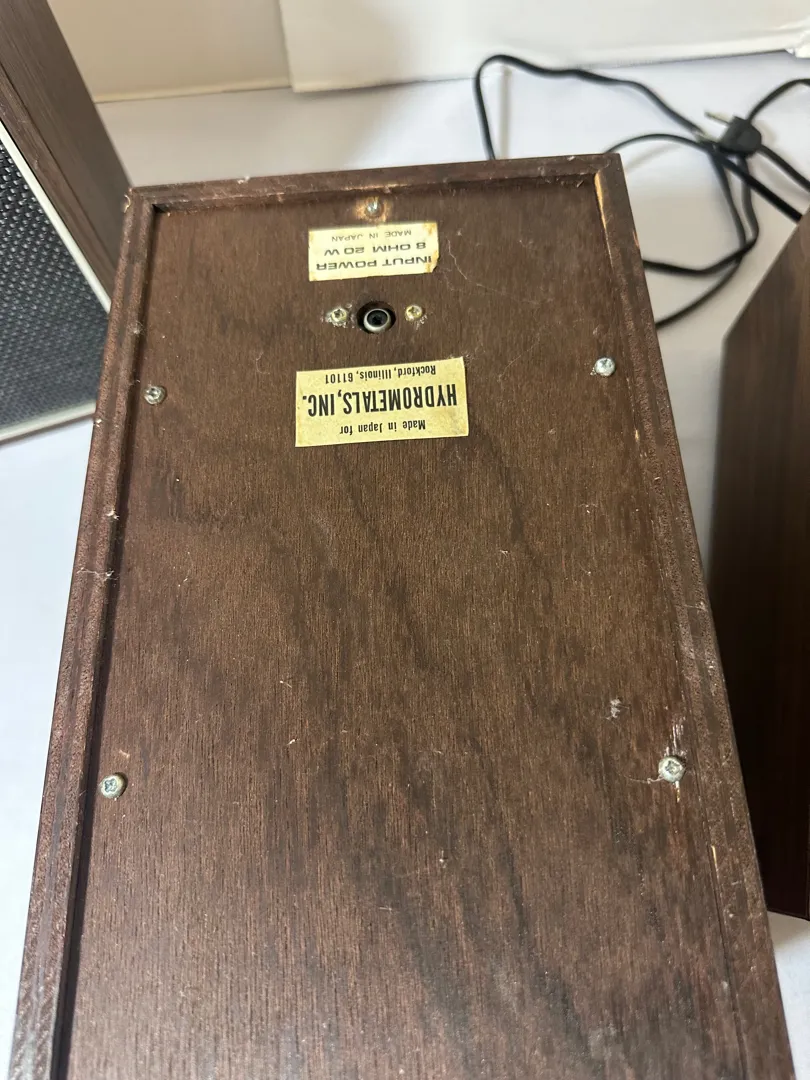 INPUT POWER
8 OHM 20 W
MADE IN JAPAN
Made in Japan for
HYDROMETALS, INC.
Rockford, Illinois, 61101